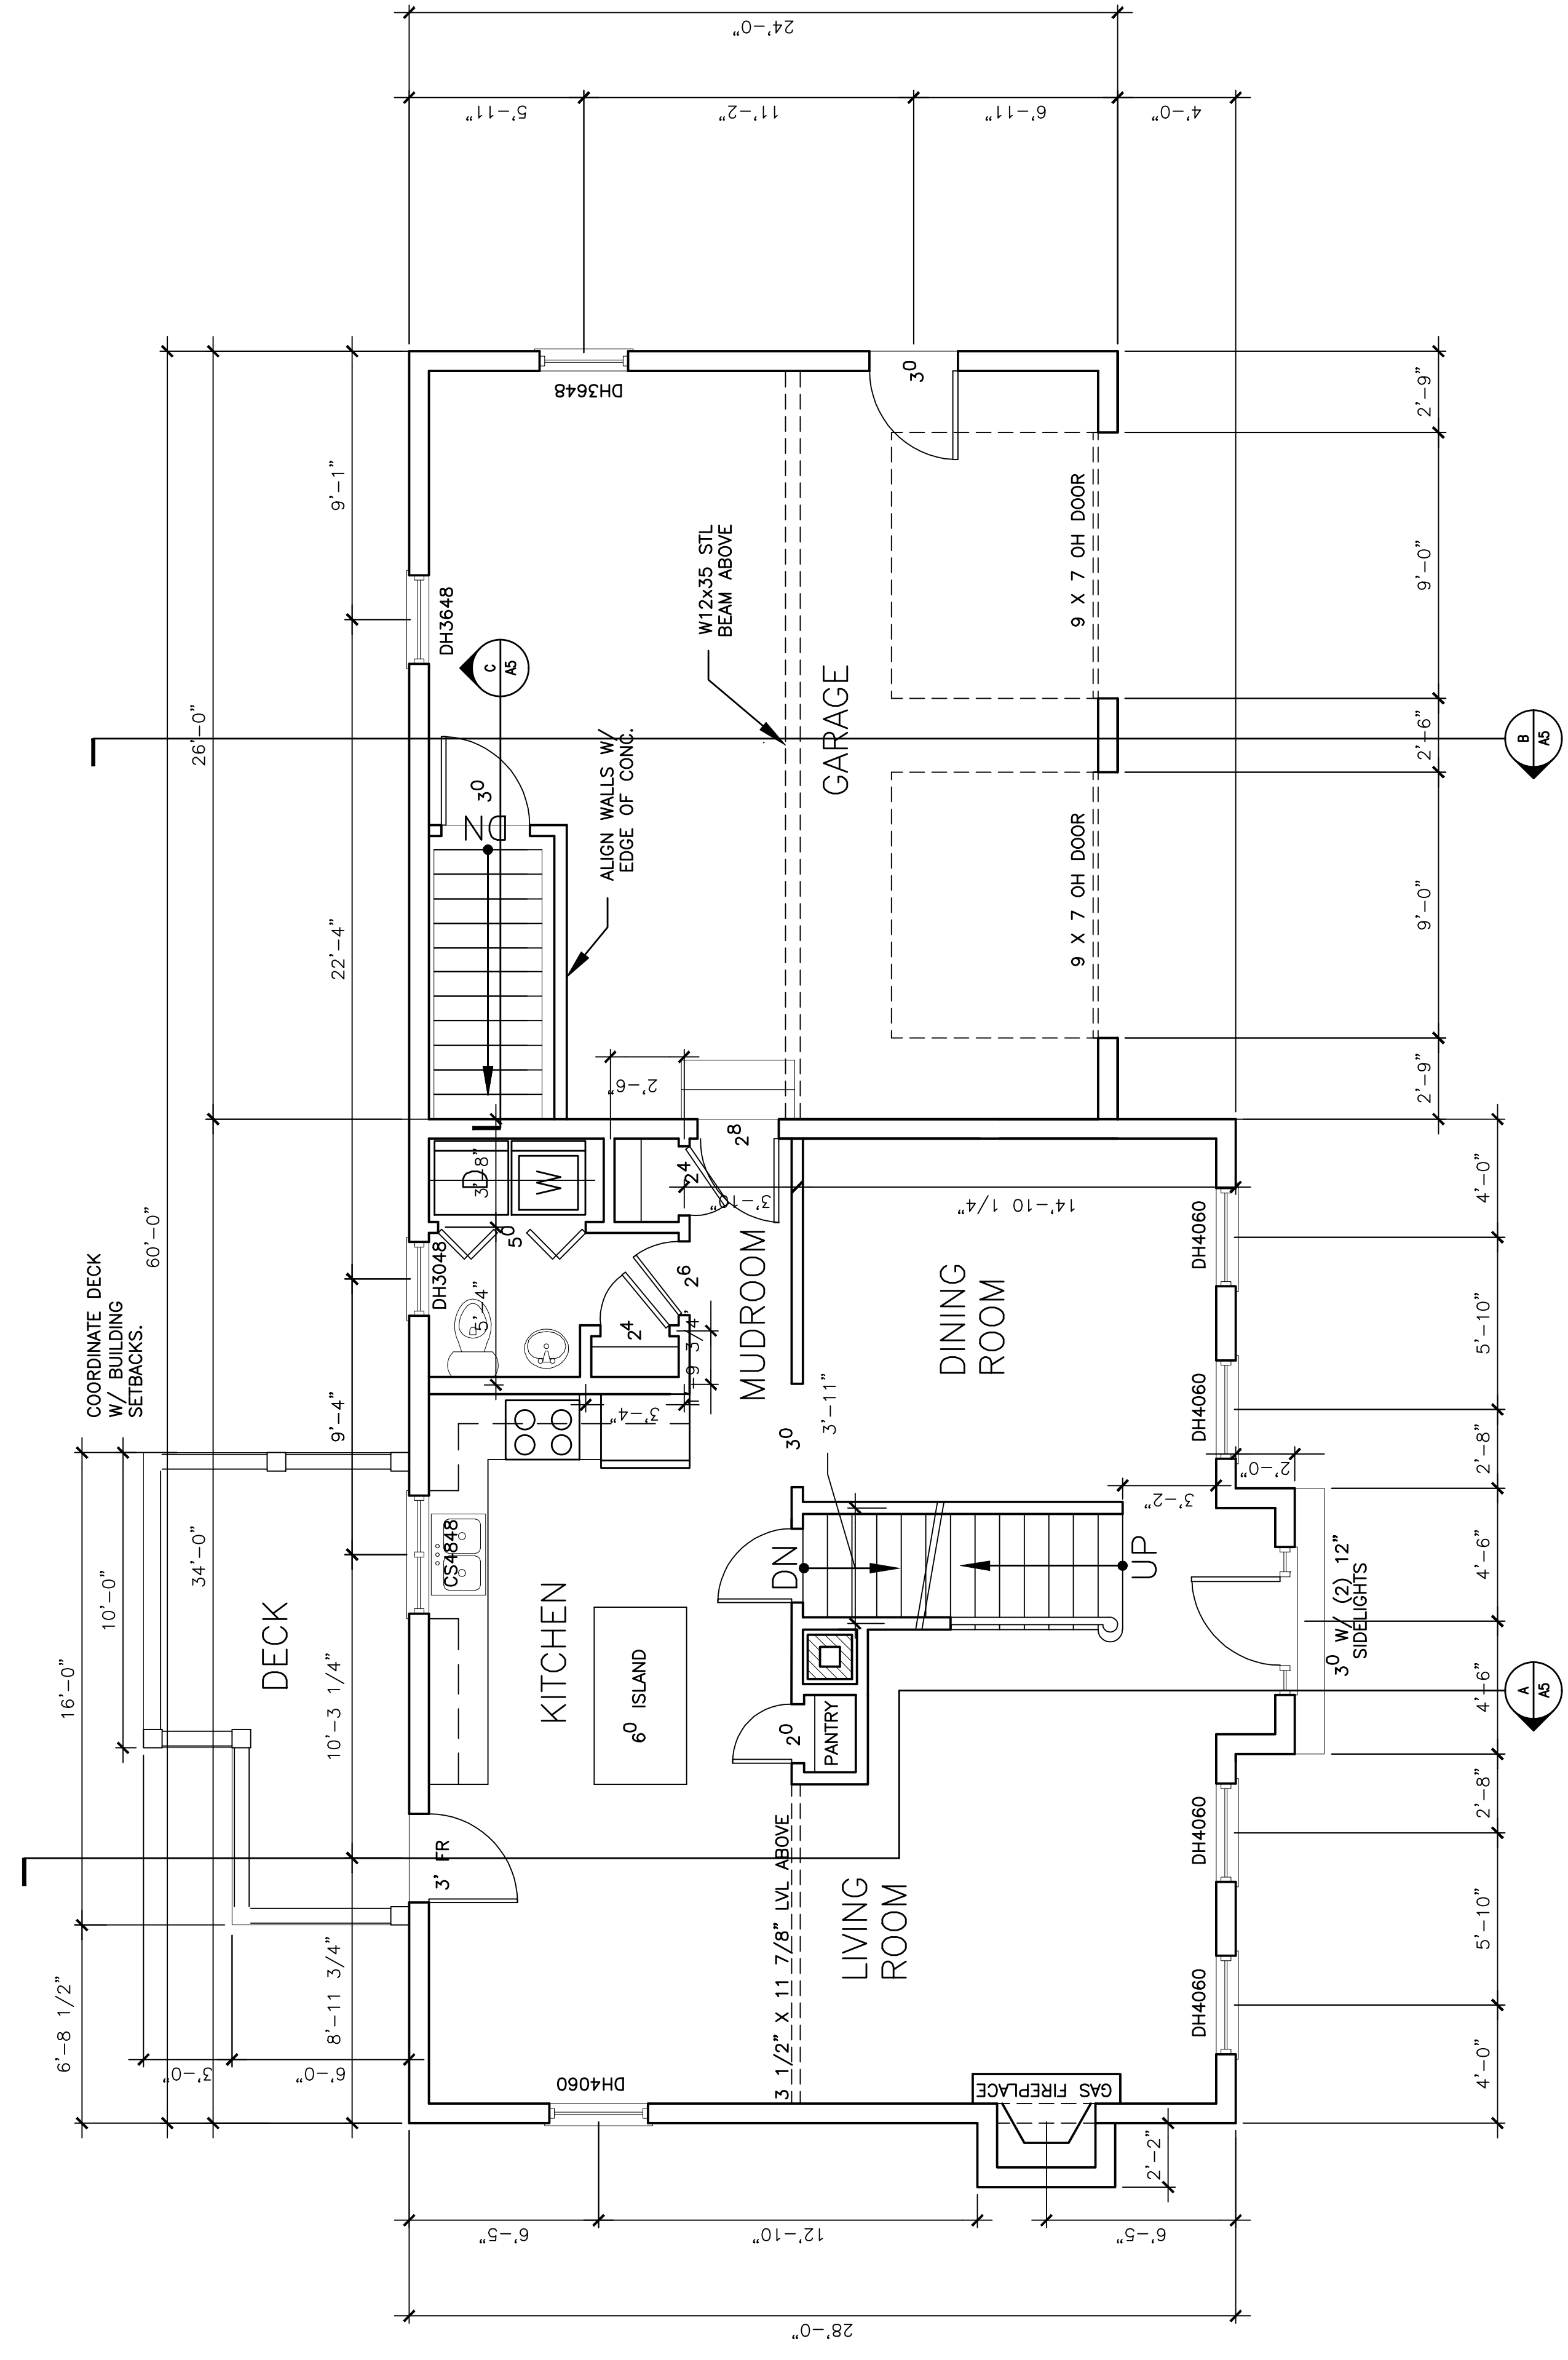 COORDINATE DECK
W/ BUILDING
SETBACKS.
60'-0"
34'-0"
26'-0"
16'-0"
10'-0"
6'-8 1/2"
8'-11 3/4"
10'-3 1/4"
9'-4"
22'-4"
9'-1"
3'-0"
6'-0"
DECK
3' FR
CS4848
DH3048
DH3648
DH3648
KITCHEN
6⁰ ISLAND
3'-4"
5'-4"
3'-8"
D
W
5⁰
2⁴
2⁴
2⁶
2⁸
2'-6"
MUDROOM
DN
3⁰
C
A5
ALIGN WALLS W/
EDGE OF CONC.
W12x35 STL
BEAM ABOVE
GARAGE
3⁰
9 X 7 OH DOOR
9 X 7 OH DOOR
DH4060
3 1/2" X 11 7/8" LVL ABOVE
LIVING
ROOM
GAS FIREPLACE
2⁰
PANTRY
DN
UP
3⁰
3'-11"
3'-2"
2'-0"
DINING
ROOM
14'-10 1/4"
DH4060
DH4060
DH4060
DH4060
3⁰ W/ (2) 12"
SIDELIGHTS
2'-2"
6'-5"
12'-10"
6'-5"
28'-0"
5'-11"
11'-2"
6'-11"
4'-0"
24'-0"
2'-9"
9'-0"
2'-6"
9'-0"
2'-9"
4'-0"
5'-10"
2'-8"
4'-6"
4'-6"
2'-8"
5'-10"
4'-0"
A
A5
B
A5